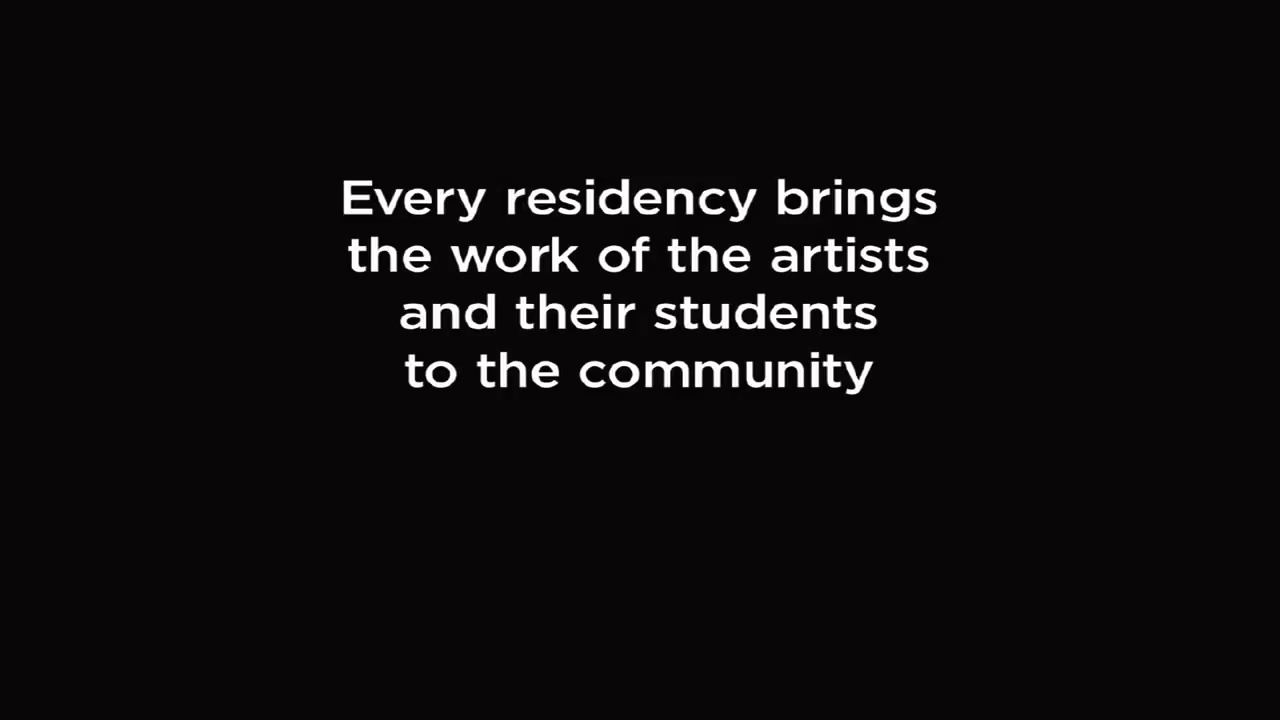 Every residency brings
the work of the artists
and their students
to the community